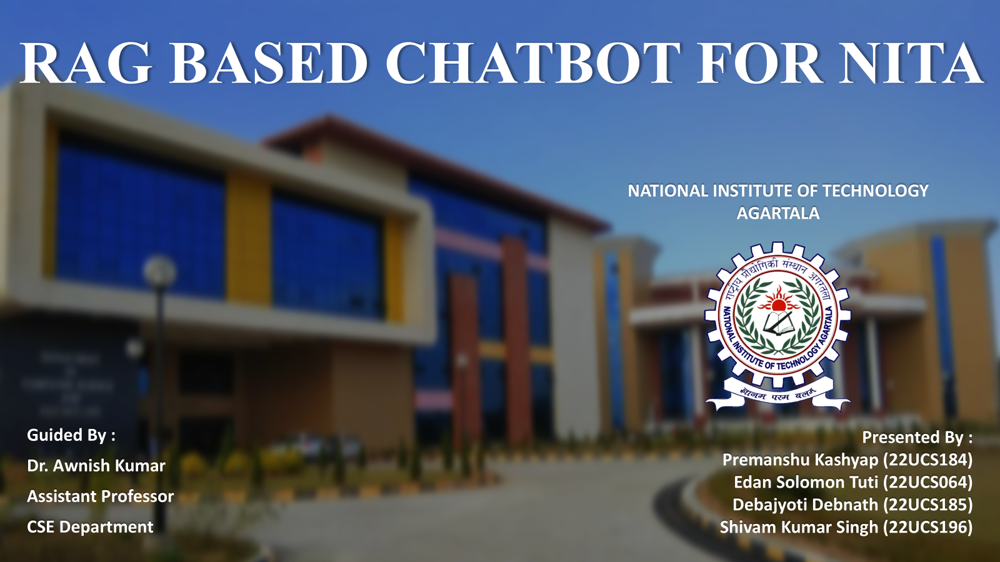 RAG BASED CHATBOT FOR NITA
NATIONAL INSTITUTE OF TECHNOLOGY
AGARTALA
राष्ट्रीय प्रौद्योगिकी संस्थान अगरतला
NATIONAL INSTITUTE OF TECHNOLOGY AGARTALA
ज्ञानम परम बलम
Guided By :
Dr. Awnish Kumar
Assistant Professor
CSE Department
Presented By :
Premanshu Kashyap (22UCS184)
Edan Solomon Tuti (22UCS064)
Debajyoti Debnath (22UCS185)
Shivam Kumar Singh (22UCS196)